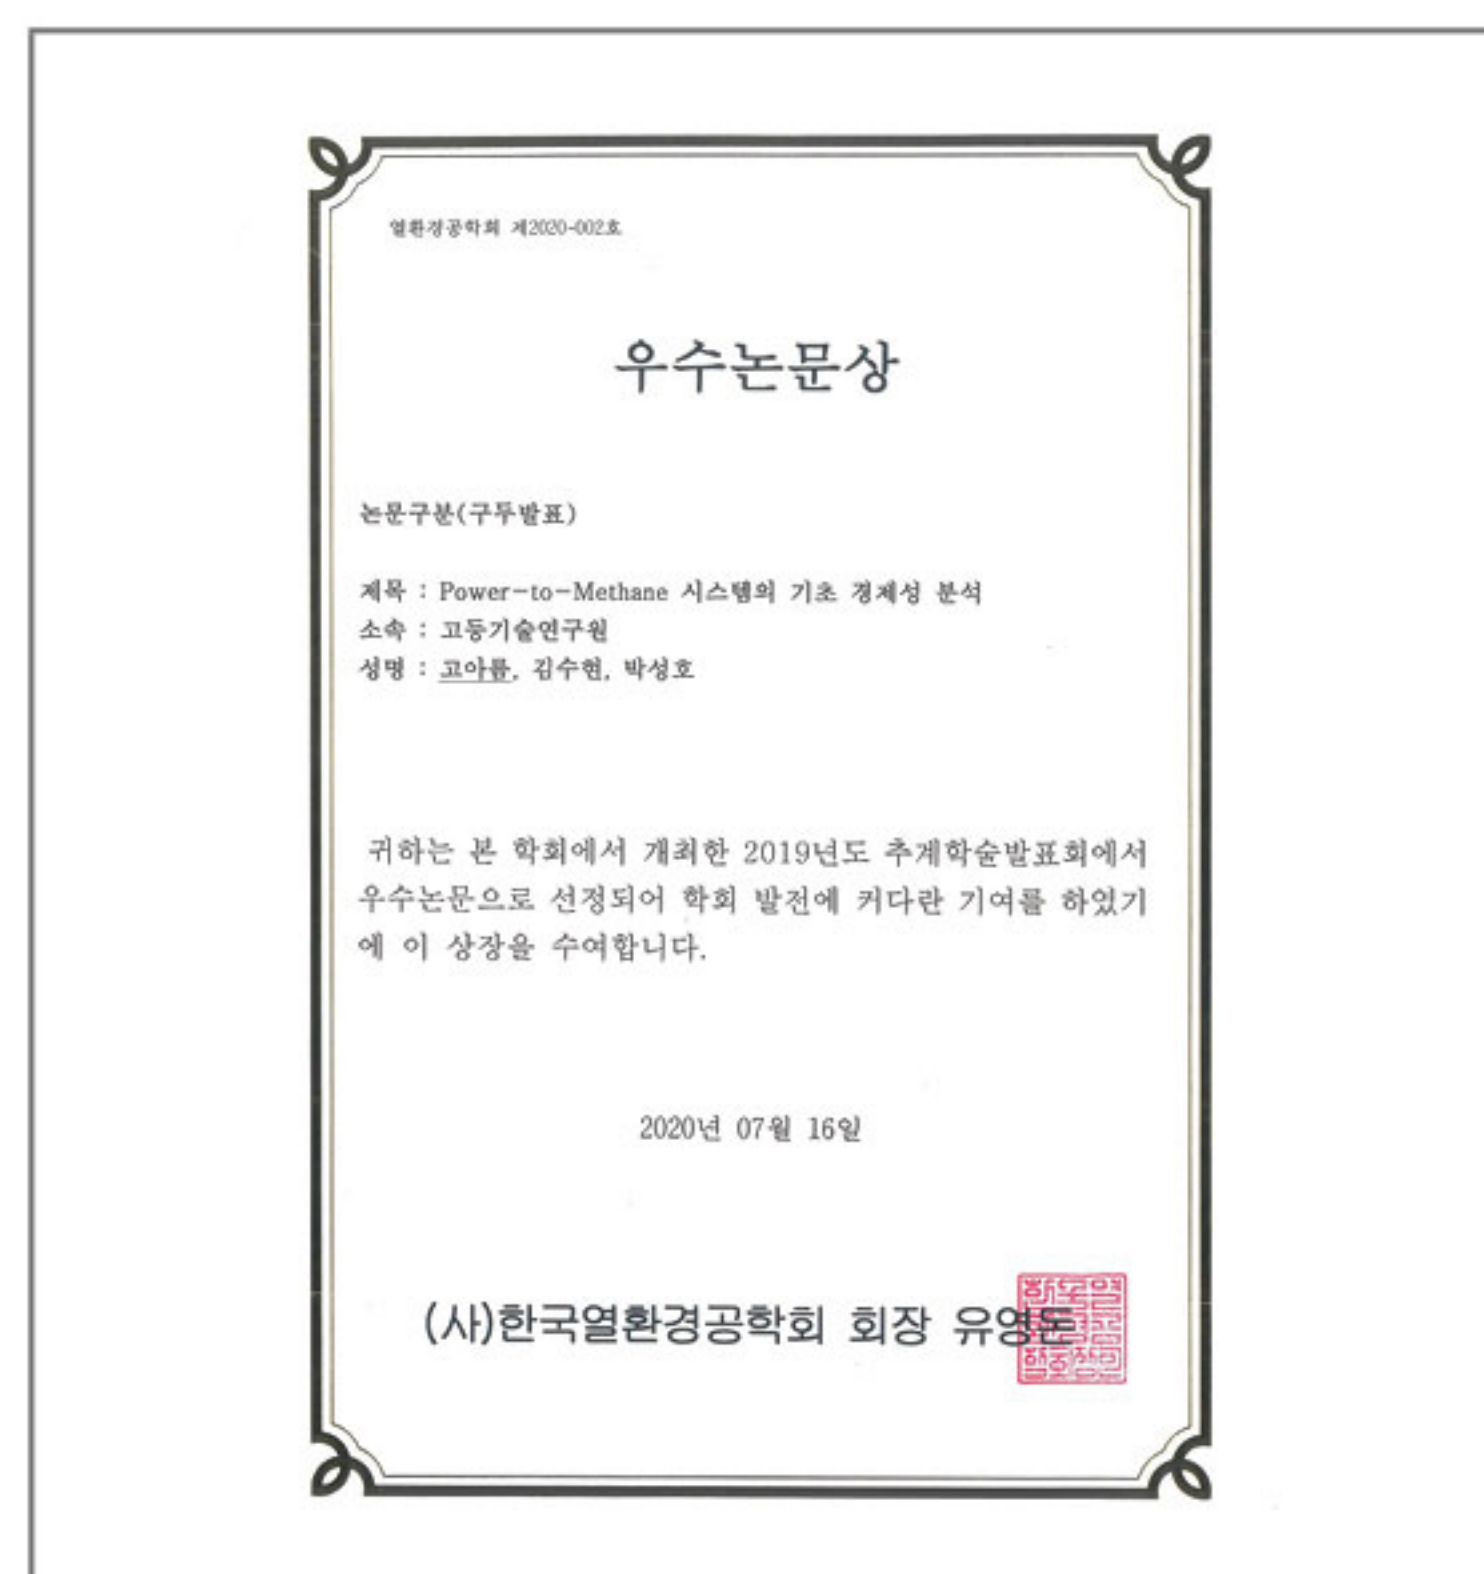 열환경공학회 제2020-002호
우수논문상
논문구분(구두발표)
제목 : Power-to-Methane 시스템의 기초 경제성 분석
소속 : 고등기술연구원
성명 : 고아름, 김수현, 박성호
귀하는 본 학회에서 개최한 2019년도 추계학술발표회에서
우수논문으로 선정되어 학회 발전에 커다란 기여를 하였기
에 이 상장을 수여합니다.
2020년 07월 16일
(사)한국열환경공학회 회장 유영돈